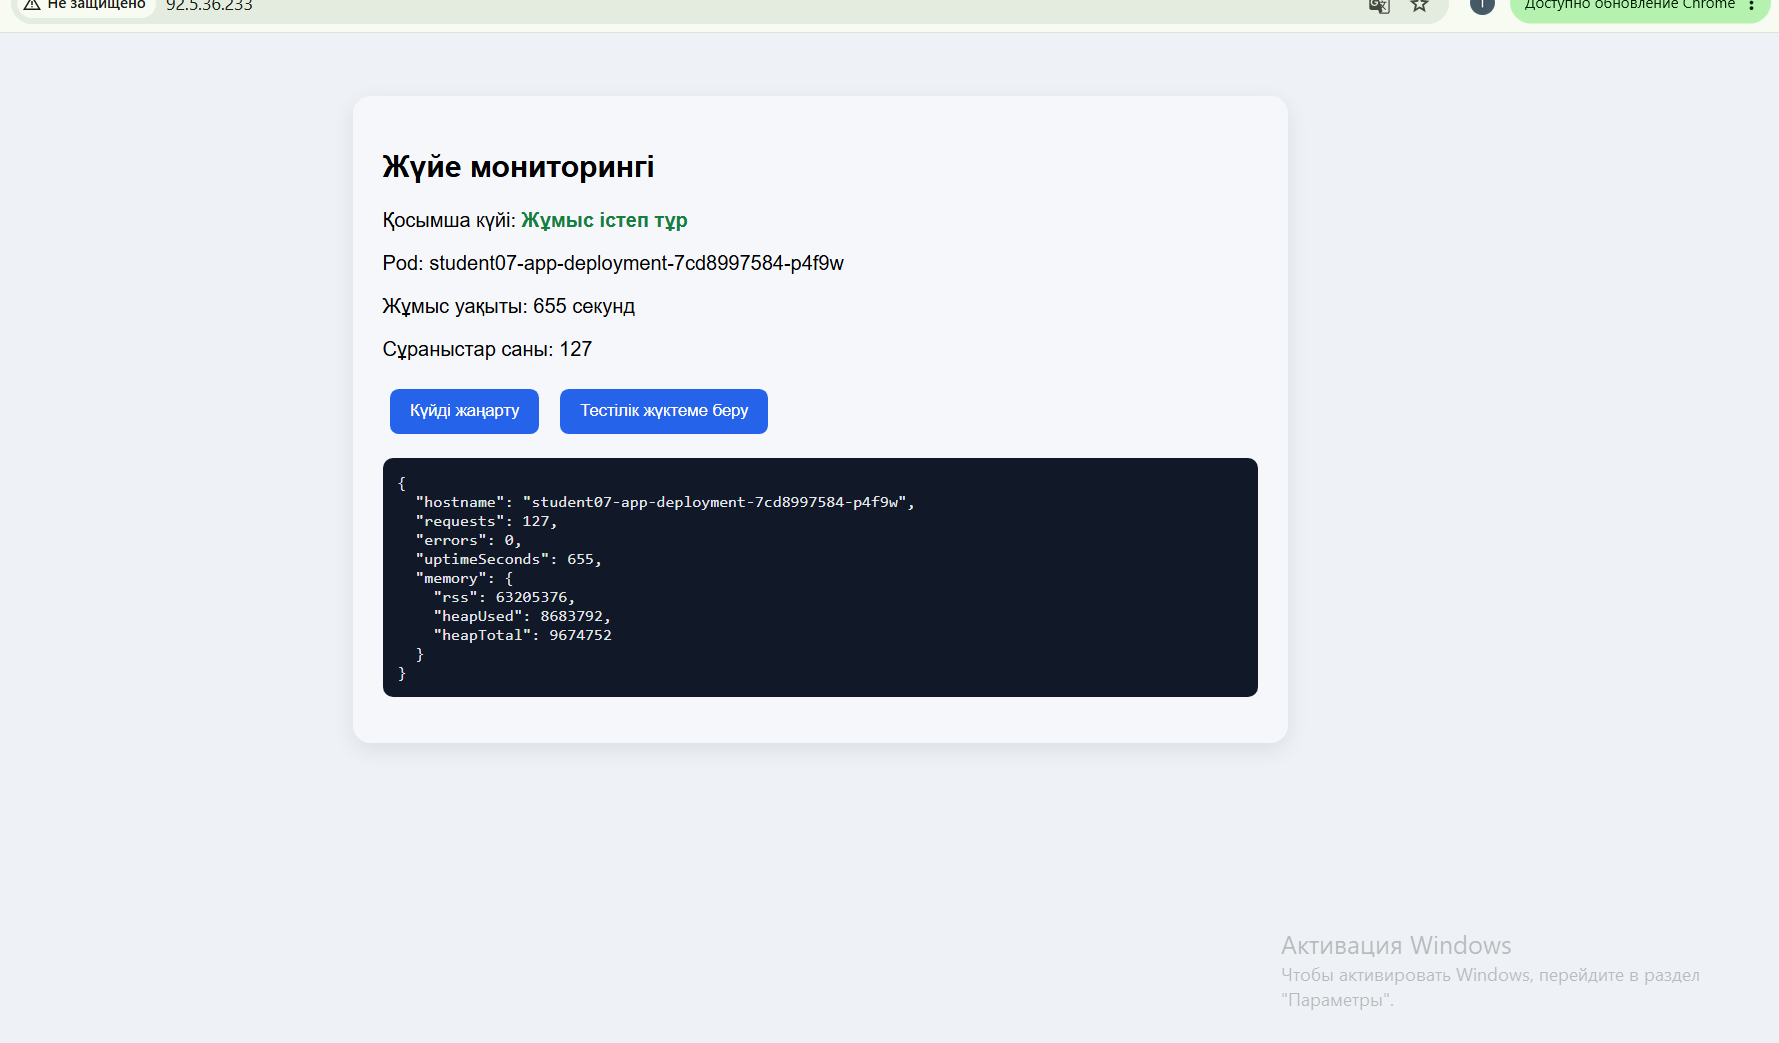 Не защищено 92.5.36.233 Доступно обновление Chrome
Жүйе мониторингі
Қосымша күйі: Жұмыс істеп тұр
Pod: student07-app-deployment-7cd8997584-p4f9w
Жұмыс уақыты: 655 секунд
Сұраныстар саны: 127
Күйді жаңарту Тестілік жүктеме беру
{
  "hostname": "student07-app-deployment-7cd8997584-p4f9w",
  "requests": 127,
  "errors": 0,
  "uptimeSeconds": 655,
  "memory": {
    "rss": 63205376,
    "heapUsed": 8683792,
    "heapTotal": 9674752
  }
}
Активация Windows
Чтобы активировать Windows, перейдите в раздел
"Параметры".